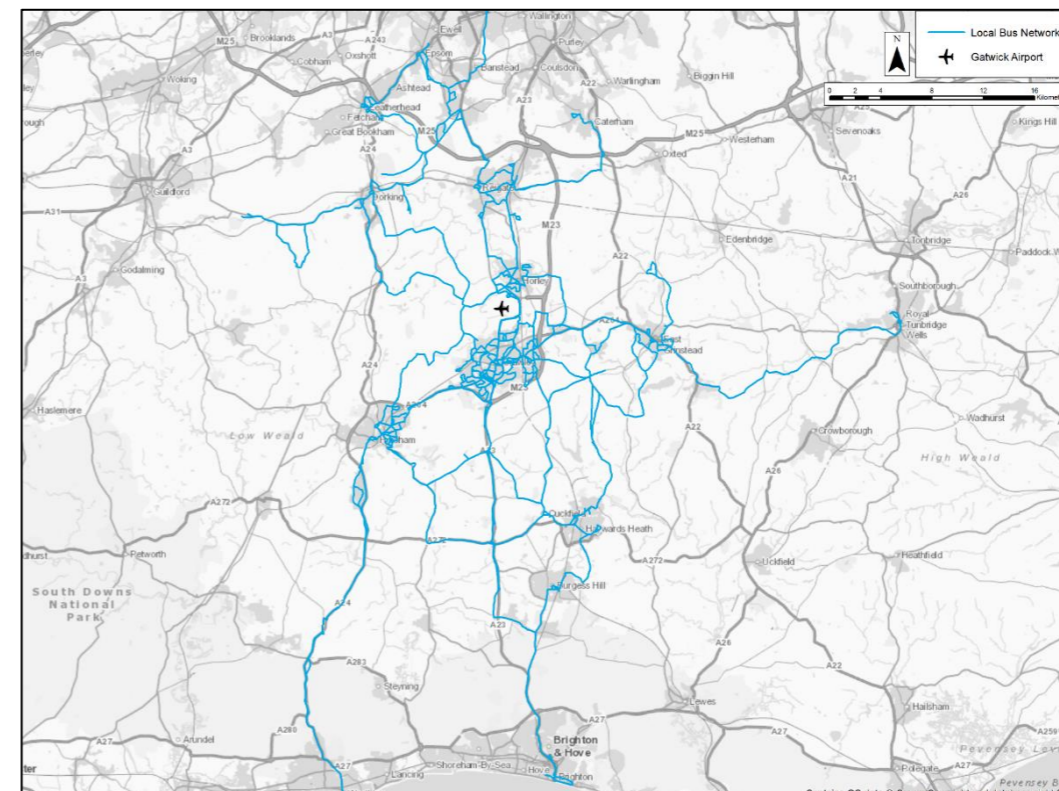 Ewell
Wallington
Brooklands
A3
A243
Oxshott
Epsom
Purley
M25
Cobham
Banstead
Coulsdon
Woking
Ashtead
A22
Warlingham
Biggin Hill
A23
Fetcham
Great Bookham
M25
Caterham
M25
Sevenoaks
Kings Hill
A24
Oxted
Westerham
A3
Guildford
A21
A26
A31
Dorking
M23
Edenbridge
Tonbridge
Godalming
A3
A22
Southborough
Horley
Royal
Tunbridge
Wells
A264
East
Grinstead
A24
Haslemere
A264
A22
Wadhurst
Low Weald
Crowborough
High Weald
A23
A26
A272
Cuckfield
Haywards Heath
A272
Petworth
A272
Uckfield
Heathfield
Burgess Hill
South Downs
National
Park
A24
A23
A26
A283
A22
Steyning
Lewes
Hailsham
A27
A280
Arundel
A27
A27
A259
Brighton
& Hove
A27
Lancing
Shoreham-By-Sea
Hove
Brighton
Polegate
N
Local Bus Network
Gatwick Airport
0 2 4 8 12 16